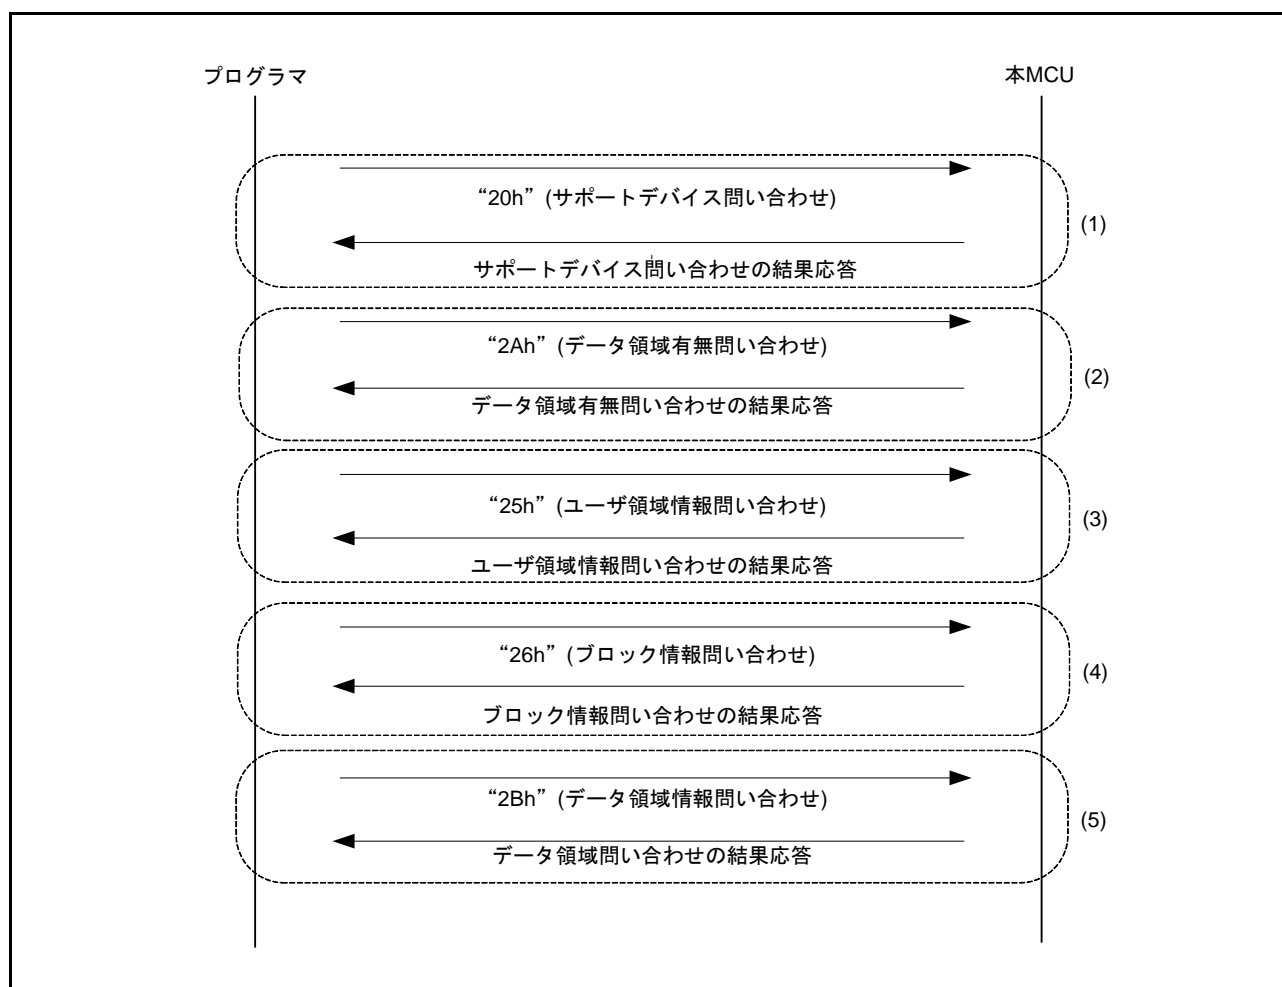 プログラマ
本MCU
“20h” (サポートデバイス問い合わせ)
サポートデバイス問い合わせの結果応答
(1)
“2Ah” (データ領域有無問い合わせ)
データ領域有無問い合わせの結果応答
(2)
“25h” (ユーザ領域情報問い合わせ)
ユーザ領域情報問い合わせの結果応答
(3)
“26h” (ブロック情報問い合わせ)
ブロック情報問い合わせの結果応答
(4)
“2Bh” (データ領域情報問い合わせ)
データ領域問い合わせの結果応答
(5)